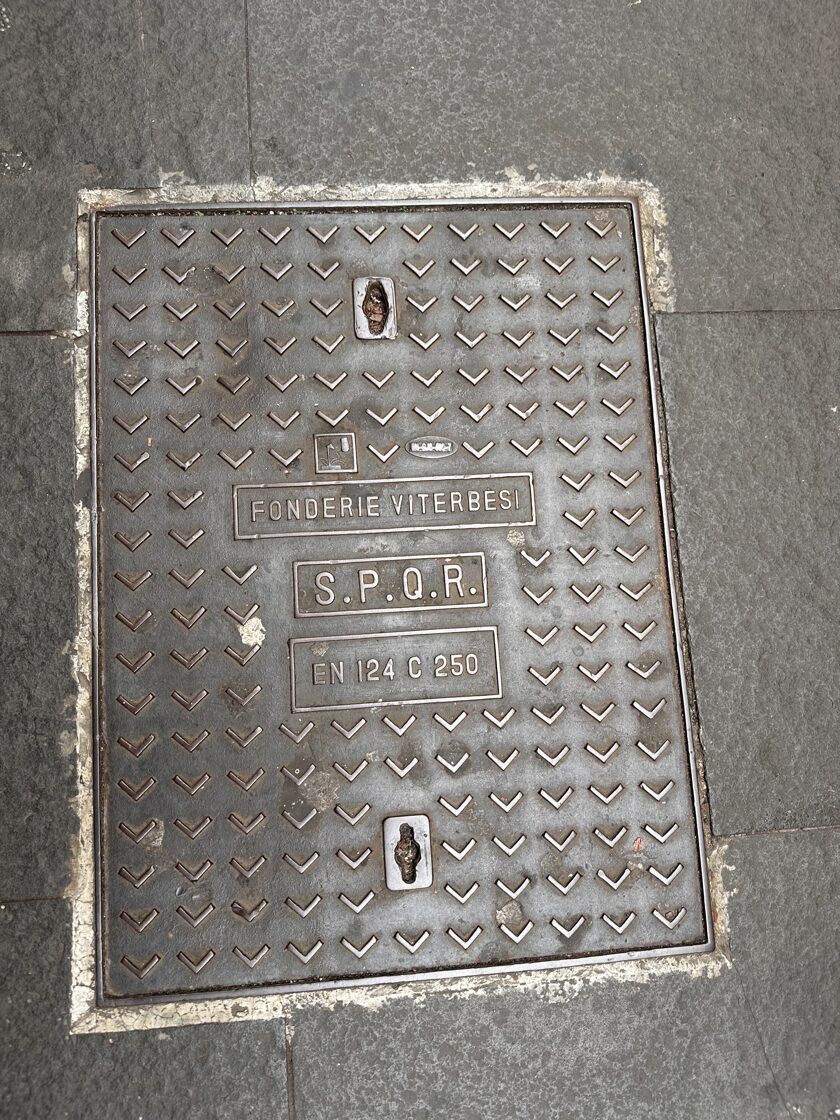 FONDERIE VITERBESI
S.P.Q.R.
EN 124 C 250